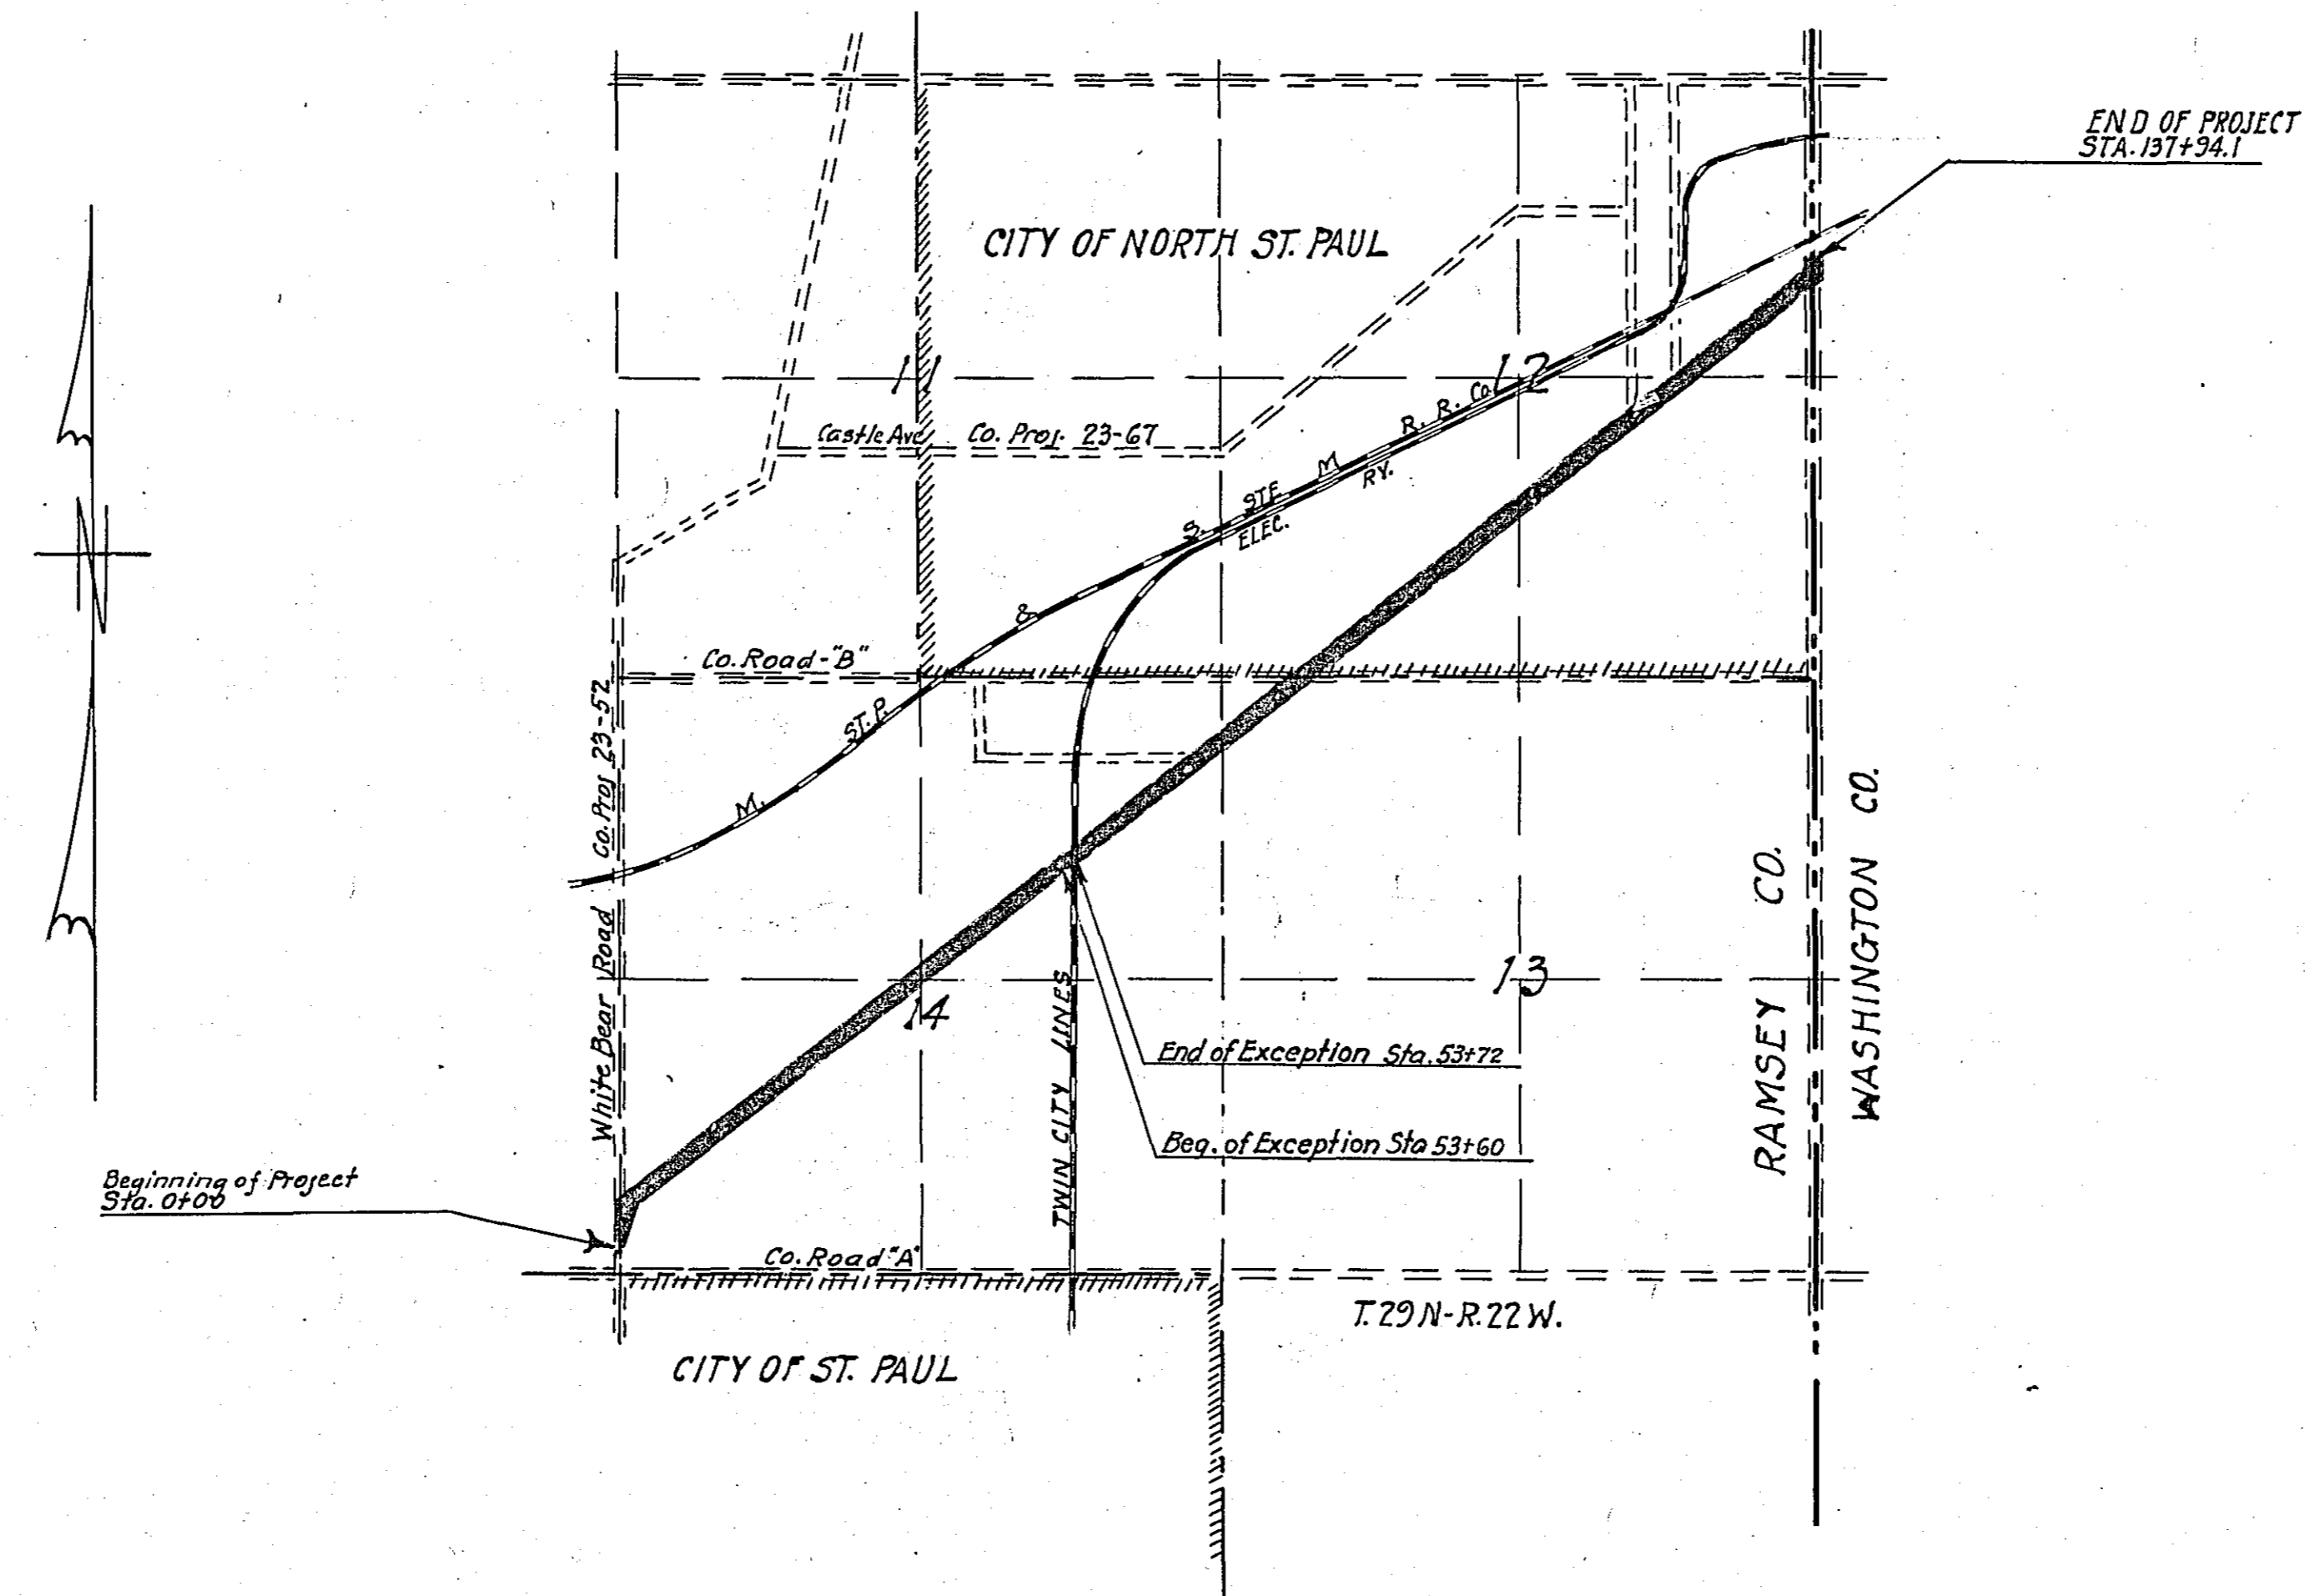 END OF PROJECT
STA. 137+94.1
CITY OF NORTH ST. PAUL
11
12
Castle Ave
Co. Proj. 23-67
M. ST. P. & S. STE. M. R. R. Co.
ELEC. RY.
Co. Road-"B"
White Bear Road Co. Proj 23-52
TWIN CITY LINES
14
13
End of Exception Sta. 53+72
Beg. of Exception Sta 53+60
RAMSEY CO.
WASHINGTON CO.
Beginning of Project
Sta. 0+00
Co. Road "A"
T. 29 N - R. 22 W.
CITY OF ST. PAUL